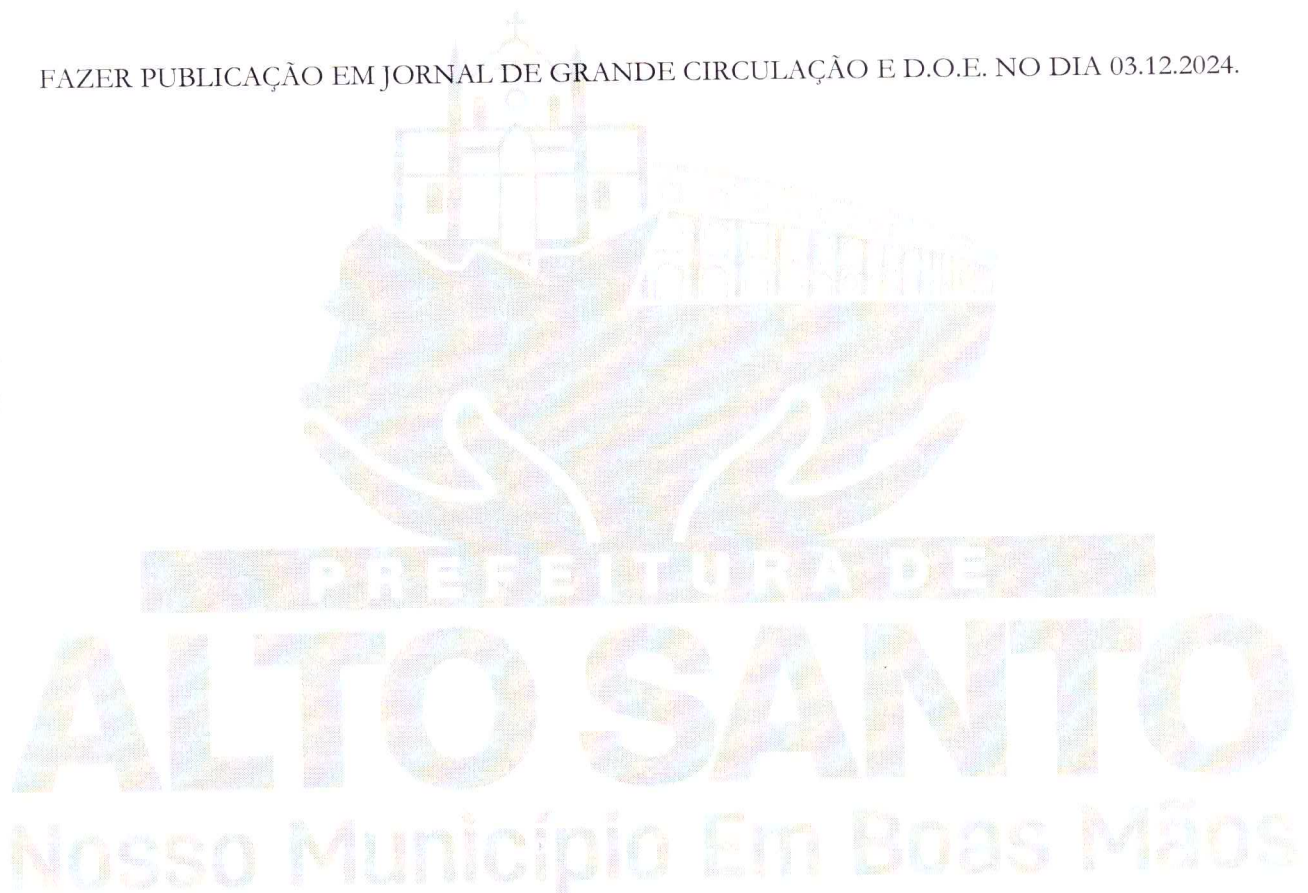 FAZER PUBLICAÇÃO EM JORNAL DE GRANDE CIRCULAÇÃO E D.O.E. NO DIA 03.12.2024.
PREFEITURA DE
ALTO SANTO
Nosso Município Em Boas Mãos